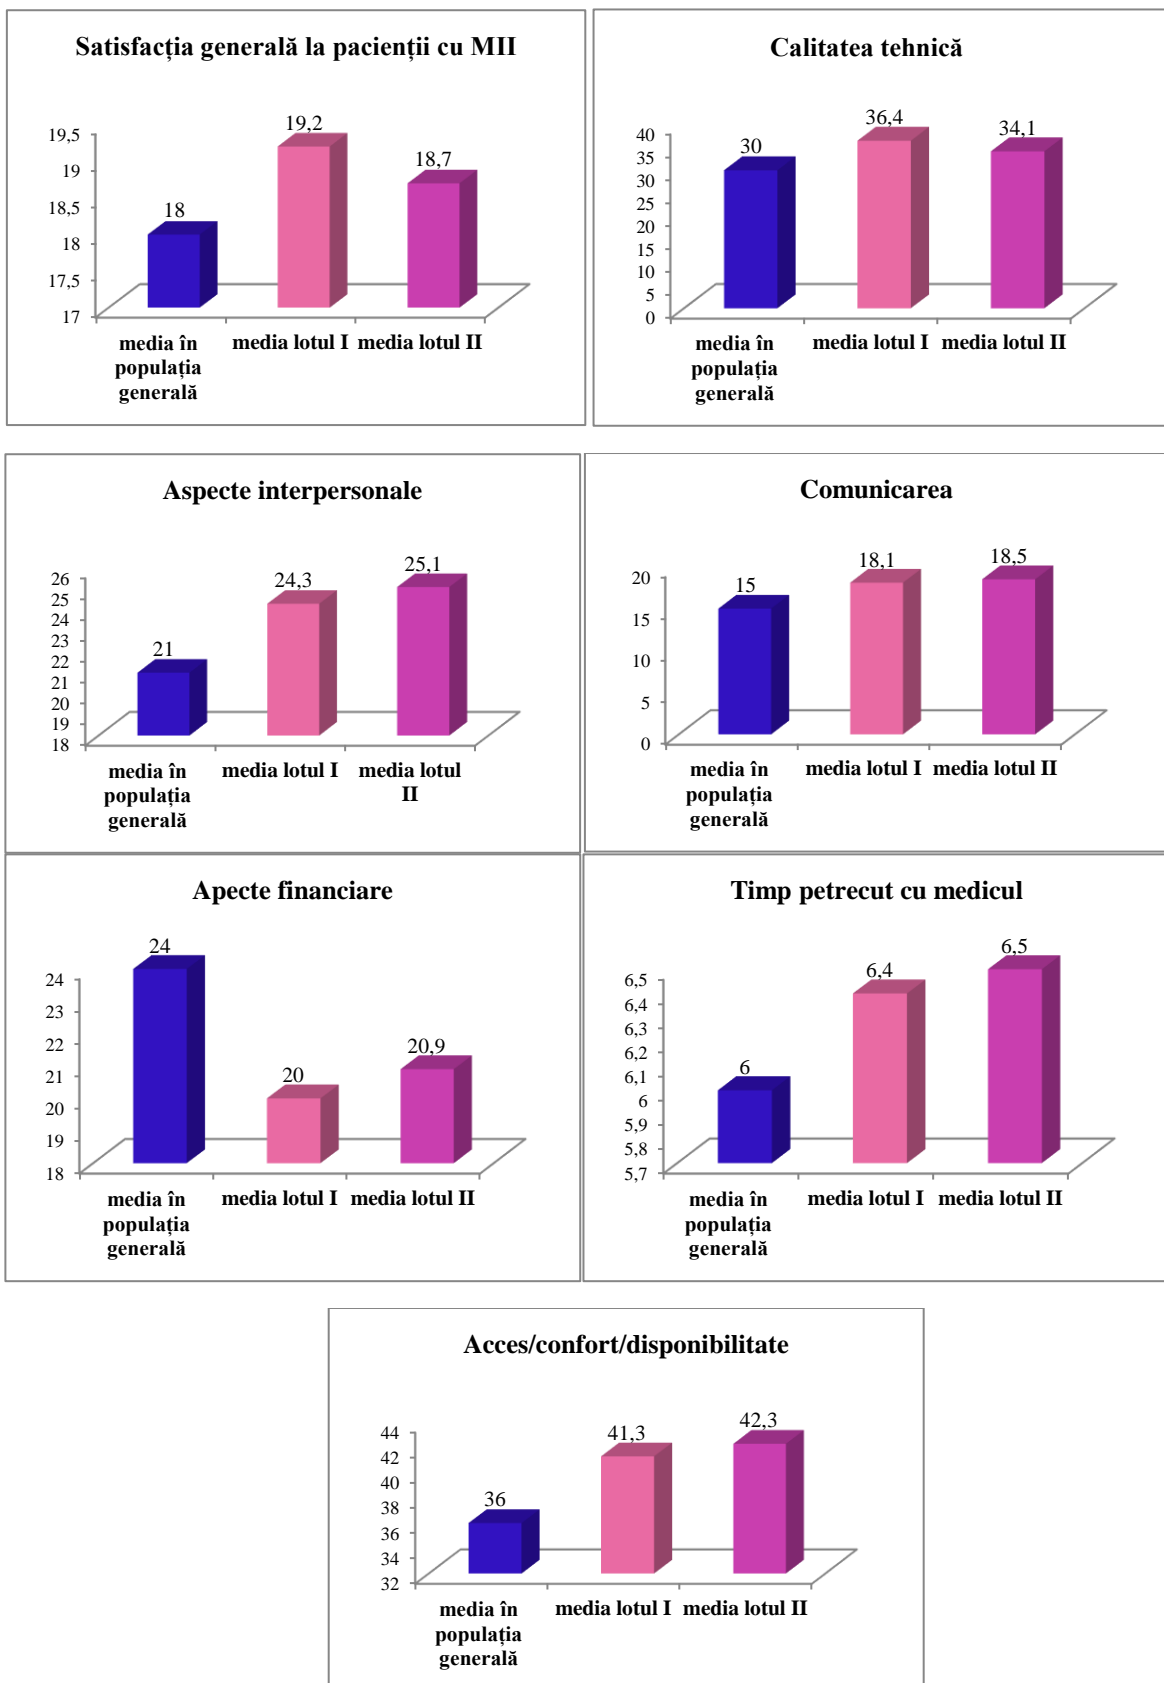 Satisfacția generală la pacienții cu MII
19,5
19
18,5
18
17,5
17
18
19,2
18,7
media în
populația
generală
media lotul I
media lotul II
Calitatea tehnică
40
35
30
25
20
15
10
5
0
30
36,4
34,1
media în
populația
generală
media lotul I
media lotul II
Aspecte interpersonale
26
25
24
23
22
21
20
19
18
21
24,3
25,1
media în
populația
generală
media lotul I
media lotul
II
Comunicarea
20
15
10
5
0
15
18,1
18,5
media în
populația
generală
media lotul I
media lotul II
Apecte financiare
24
23
22
21
20
19
18
24
20
20,9
media în
populația
generală
media lotul I
media lotul II
Timp petrecut cu medicul
6,5
6,4
6,3
6,2
6,1
6
5,9
5,8
5,7
6
6,4
6,5
media în
populația
generală
media lotul I
media lotul II
Acces/confort/disponibilitate
44
42
40
38
36
34
32
36
41,3
42,3
media în
populația
generală
media lotul I
media lotul II